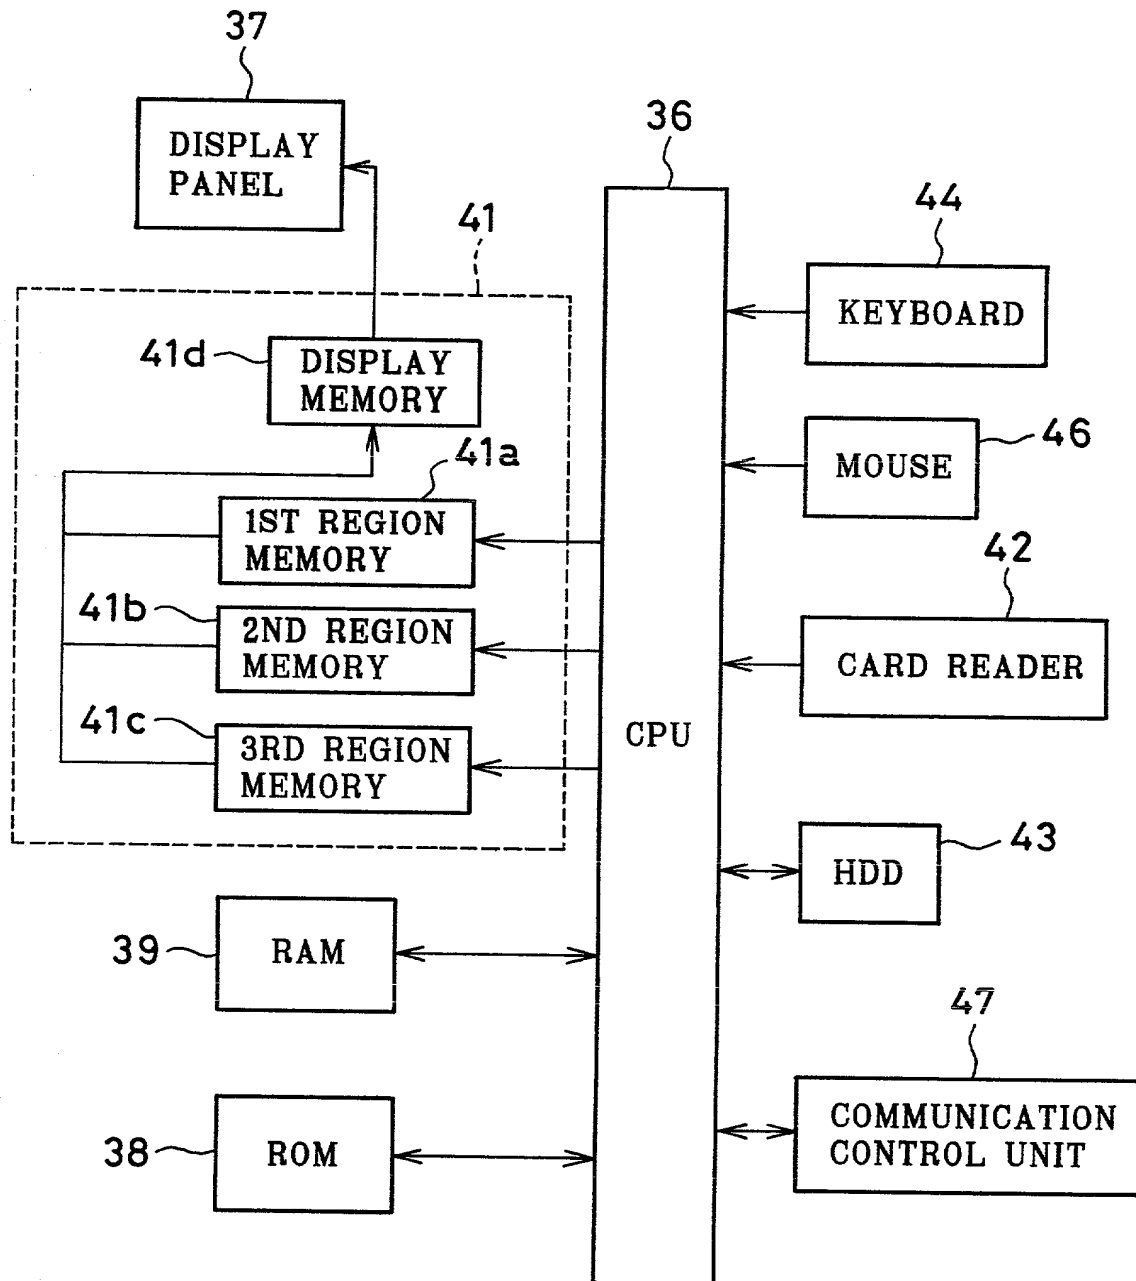 37
DISPLAY
PANEL
36
41
44
KEYBOARD
41d
DISPLAY
MEMORY
46
MOUSE
41a
1ST REGION
MEMORY
42
41b
2ND REGION
MEMORY
CARD READER
41c
3RD REGION
MEMORY
CPU
43
HDD
39
RAM
47
COMMUNICATION
CONTROL UNIT
38
ROM